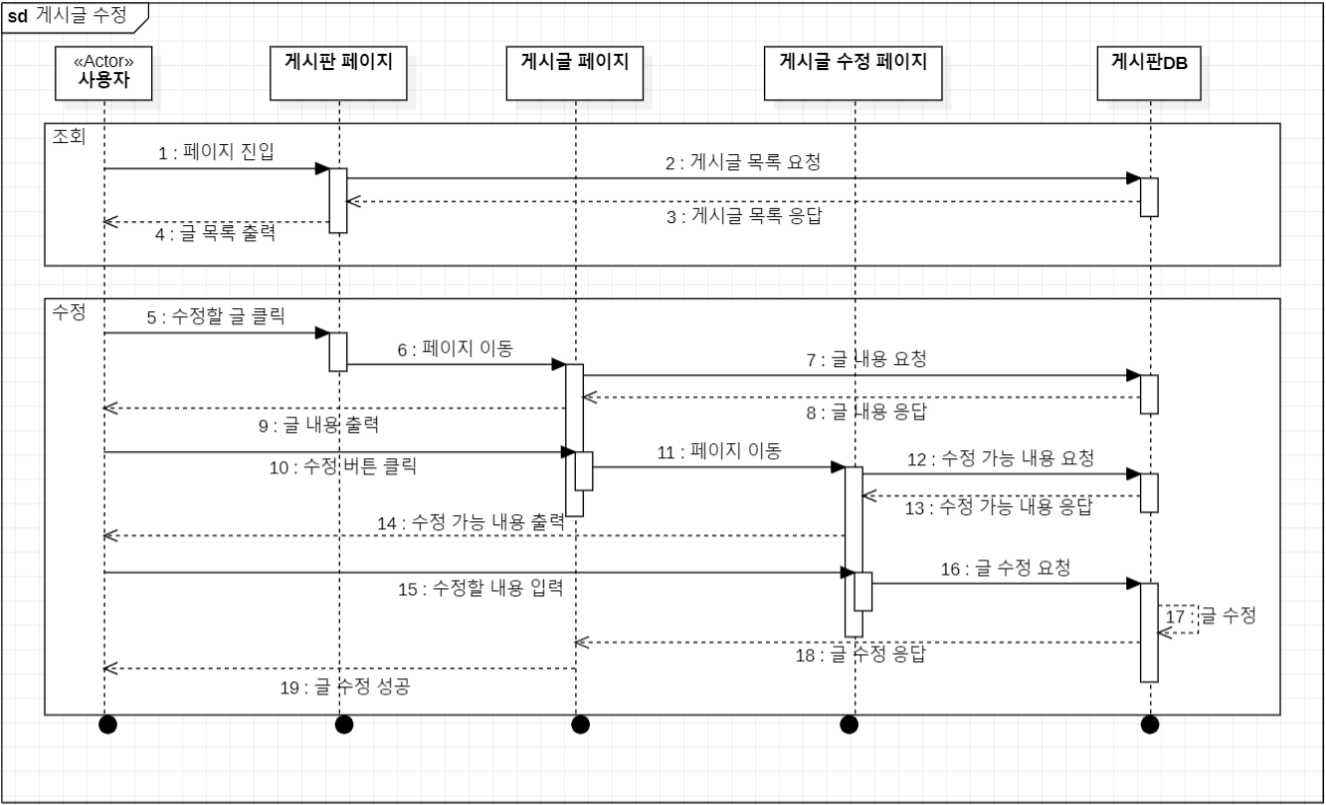 sd 게시글 수정
«Actor»
사용자
게시판 페이지
게시글 페이지
게시글 수정 페이지
게시판DB
조회
1 : 페이지 진입
2 : 게시글 목록 요청
3 : 게시글 목록 응답
4 : 글 목록 출력
수정
5 : 수정할 글 클릭
6 : 페이지 이동
7 : 글 내용 요청
8 : 글 내용 응답
9 : 글 내용 출력
10 : 수정 버튼 클릭
11 : 페이지 이동
12 : 수정 가능 내용 요청
13 : 수정 가능 내용 응답
14 : 수정 가능 내용 출력
15 : 수정할 내용 입력
16 : 글 수정 요청
17 : 글 수정
18 : 글 수정 응답
19 : 글 수정 성공